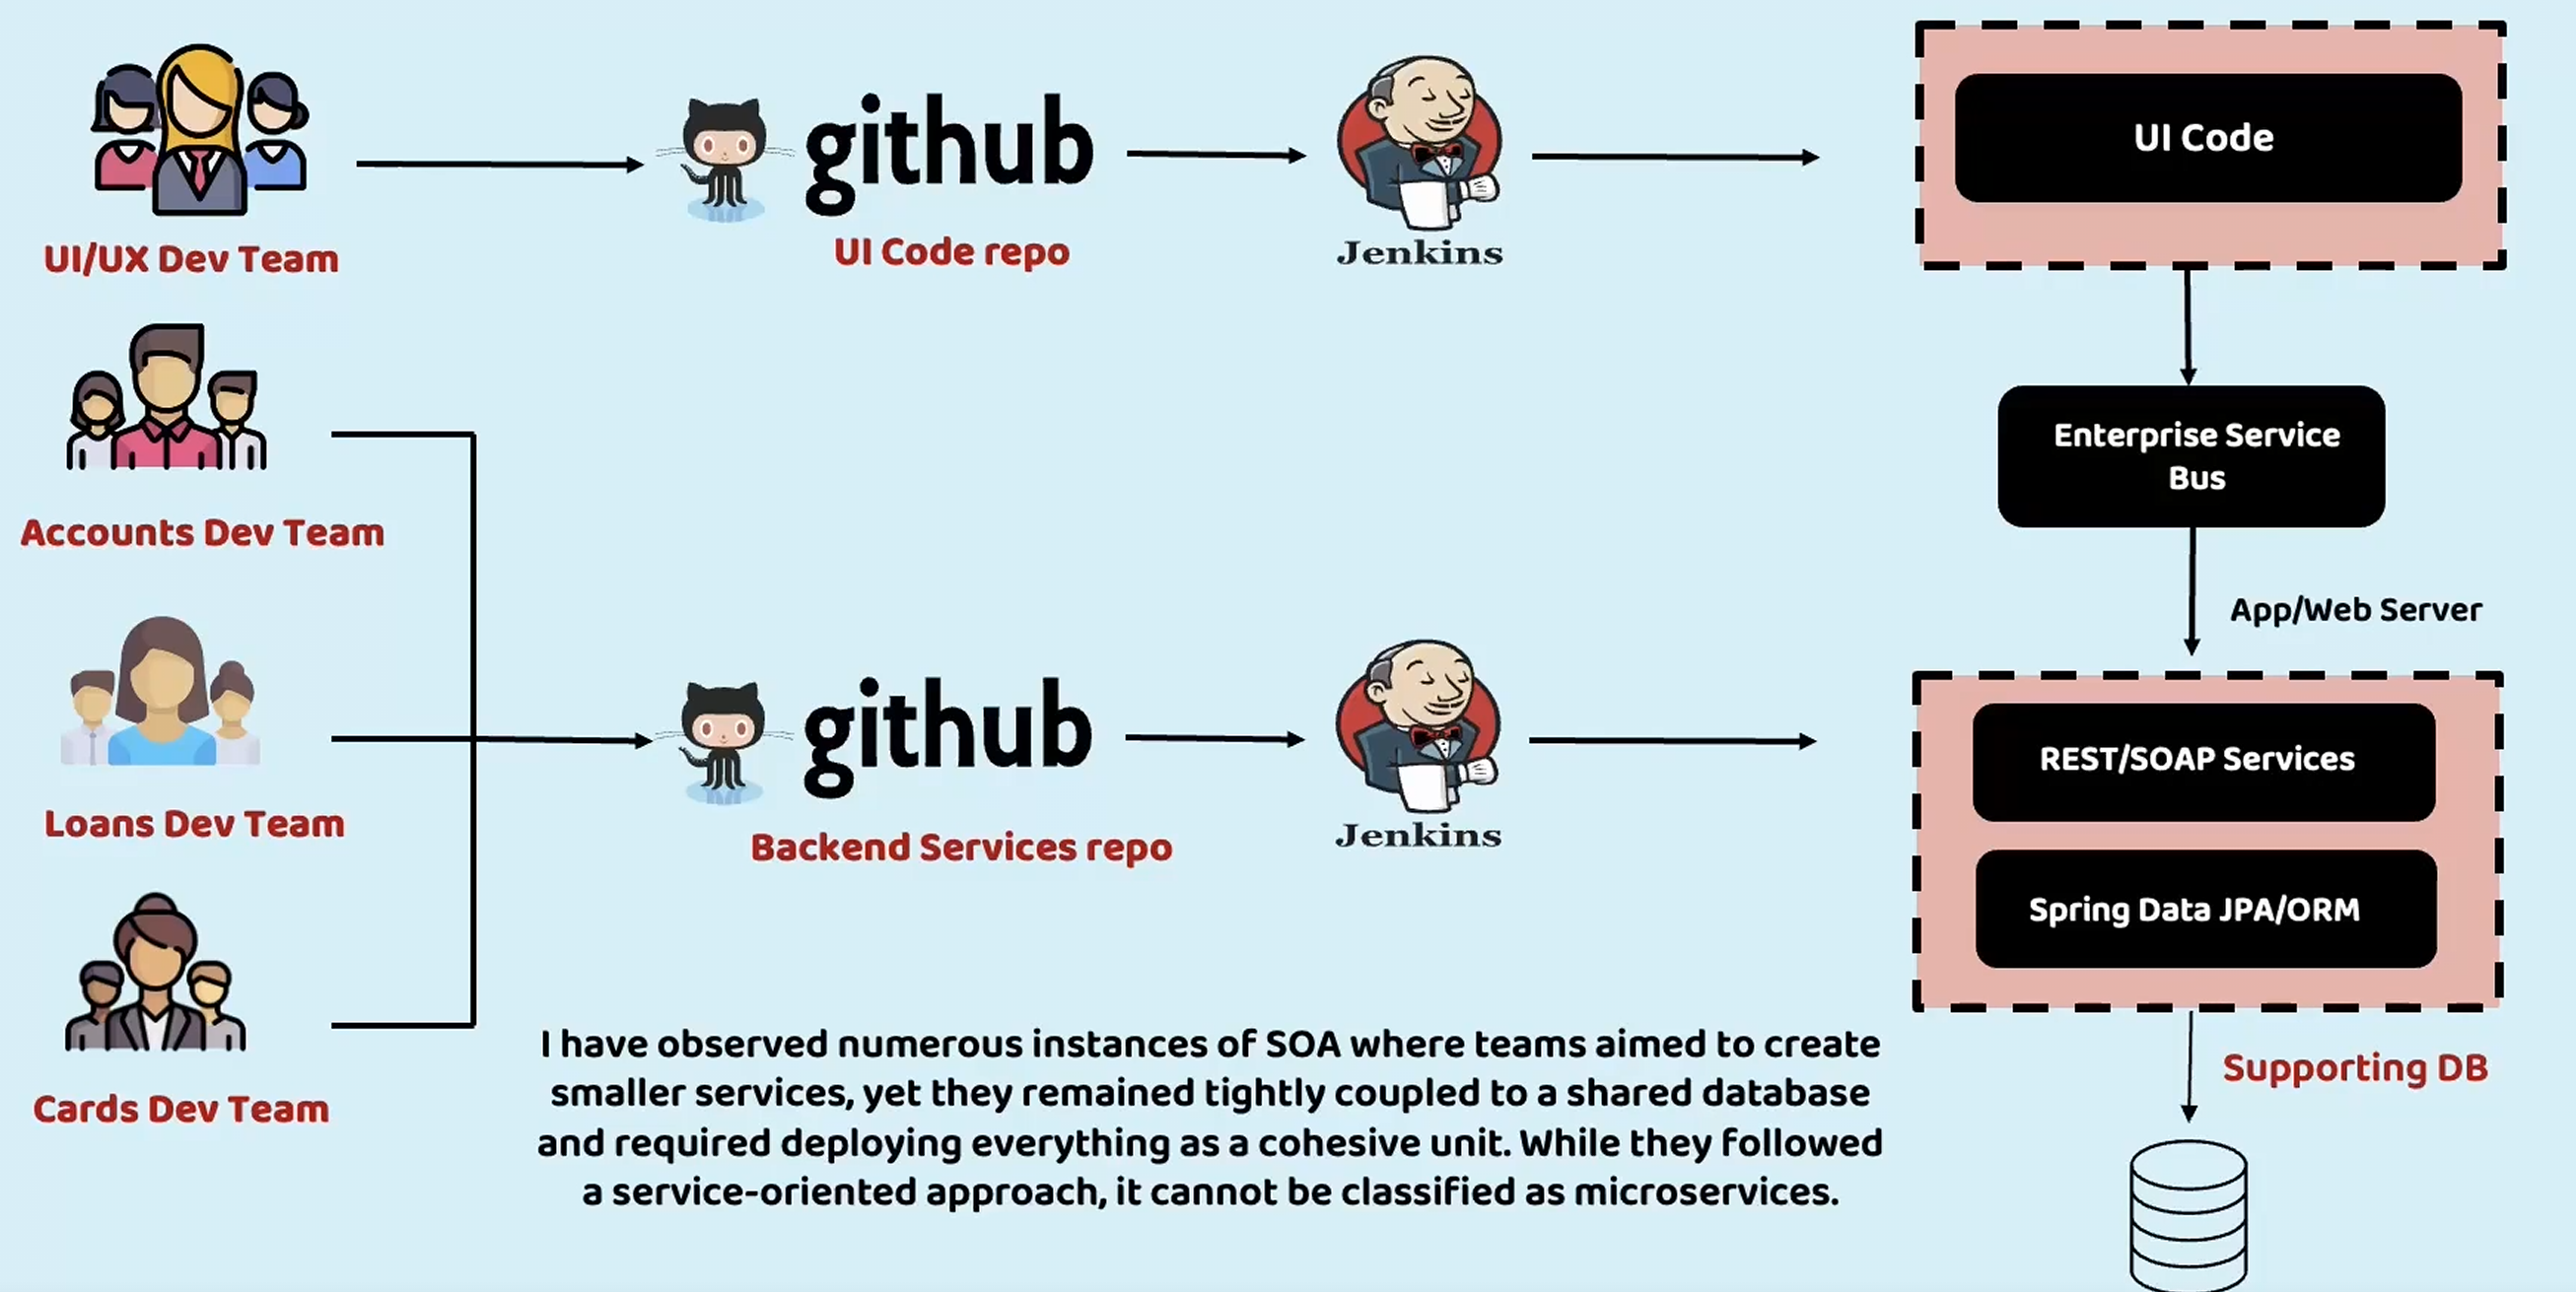 UI/UX Dev Team
github
UI Code repo
Jenkins
UI Code
Accounts Dev Team
Enterprise Service
Bus
App/Web Server
Loans Dev Team
github
Backend Services repo
Jenkins
REST/SOAP Services
Spring Data JPA/ORM
Cards Dev Team
I have observed numerous instances of SOA where teams aimed to create
smaller services, yet they remained tightly coupled to a shared database
and required deploying everything as a cohesive unit. While they followed
a service-oriented approach, it cannot be classified as microservices.
Supporting DB